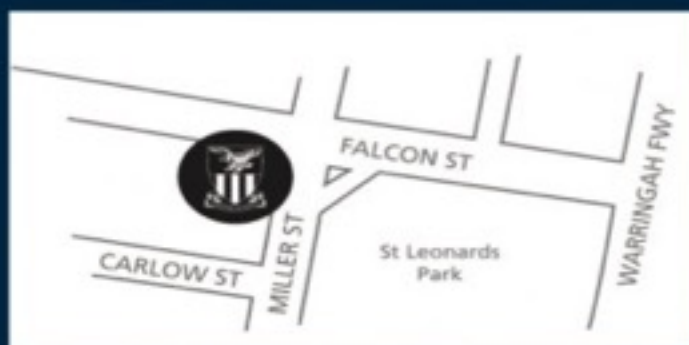 FALCON ST
WARRINGAH FWY
MILLER ST
CARLOW ST
St Leonards
Park